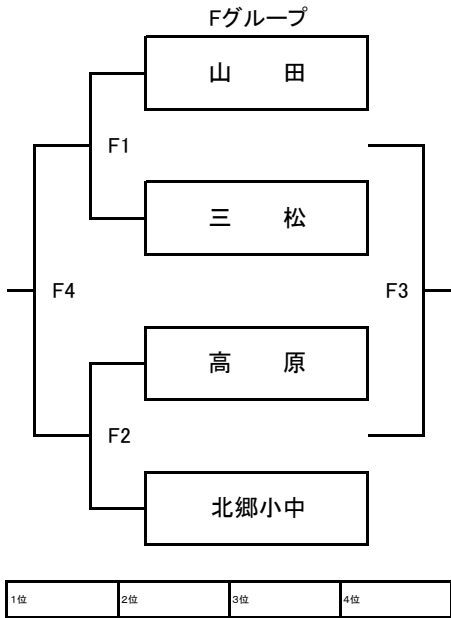 Fグループ
山　　田
F1
三　　松
F4
F3
高　　原
F2
北郷小中
1位 2位 3位 4位